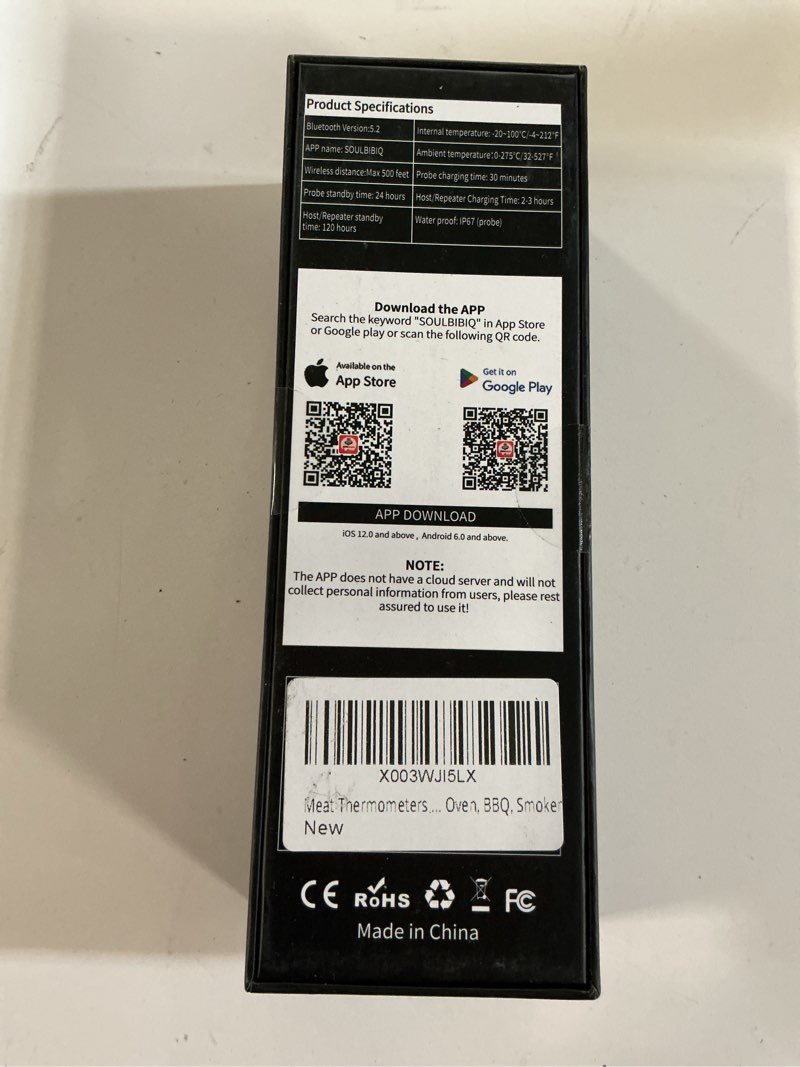 Product Specifications
Bluetooth Version:5.2
Internal temperature: -20~100℃/-4~212℉
APP name: SOULBIBIQ
Ambient temperature:0-275℃/32-527℉
Wireless distance:Max 500 feet
Probe charging time: 30 minutes
Probe standby time: 24 hours
Host/Repeater Charging Time: 2-3 hours
Host/Repeater standby
time: 120 hours
Water proof: IP67 (probe)
Download the APP
Search the keyword "SOULBIBIQ" in App Store
or Google play or scan the following QR code.
Available on the
App Store
Get it on
Google Play
APP DOWNLOAD
iOS 12.0 and above , Android 6.0 and above.
NOTE:
The APP does not have a cloud server and will not
collect personal information from users, please rest
assured to use it!
X003WJI5LX
Meat Thermometers... Oven, BBQ, Smoker
New
CE RoHS FC
Made in China